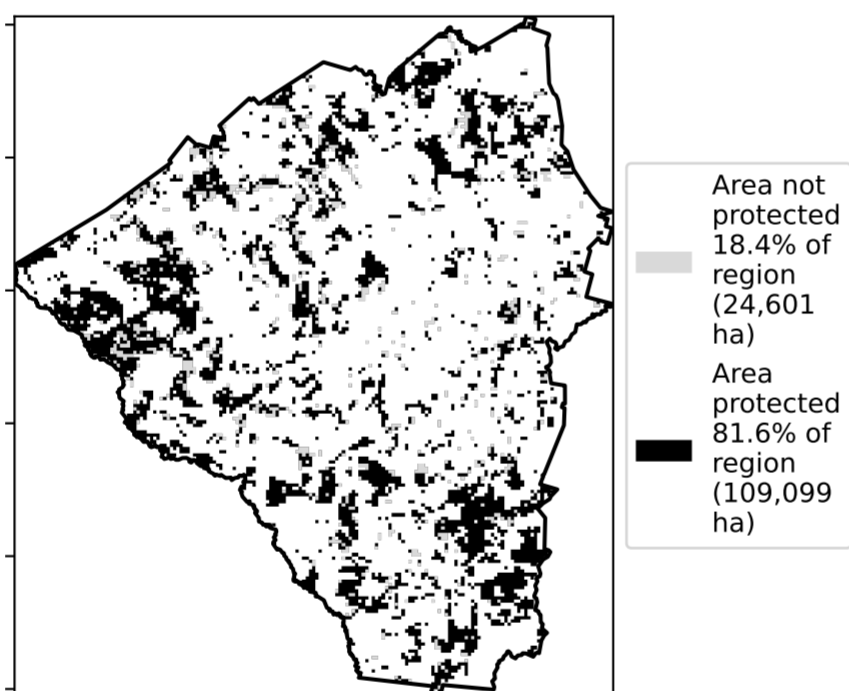 Area not
protected
18.4% of
region
(24,601
ha)
Area
protected
81.6% of
region
(109,099
ha)